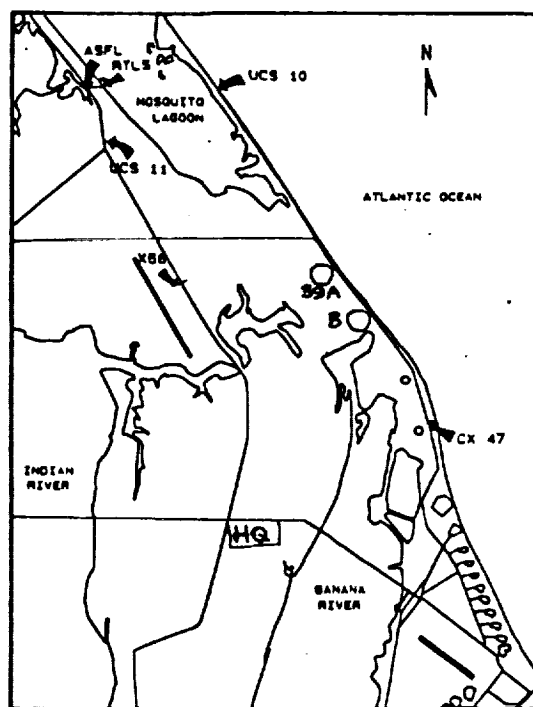 ASFL
RTLS
UCS 10
N
MOSQUITO
LAGOON
UCS 11
ATLANTIC OCEAN
X68
39A
B
CX 47
INDIAN
RIVER
HQ
BANANA
RIVER